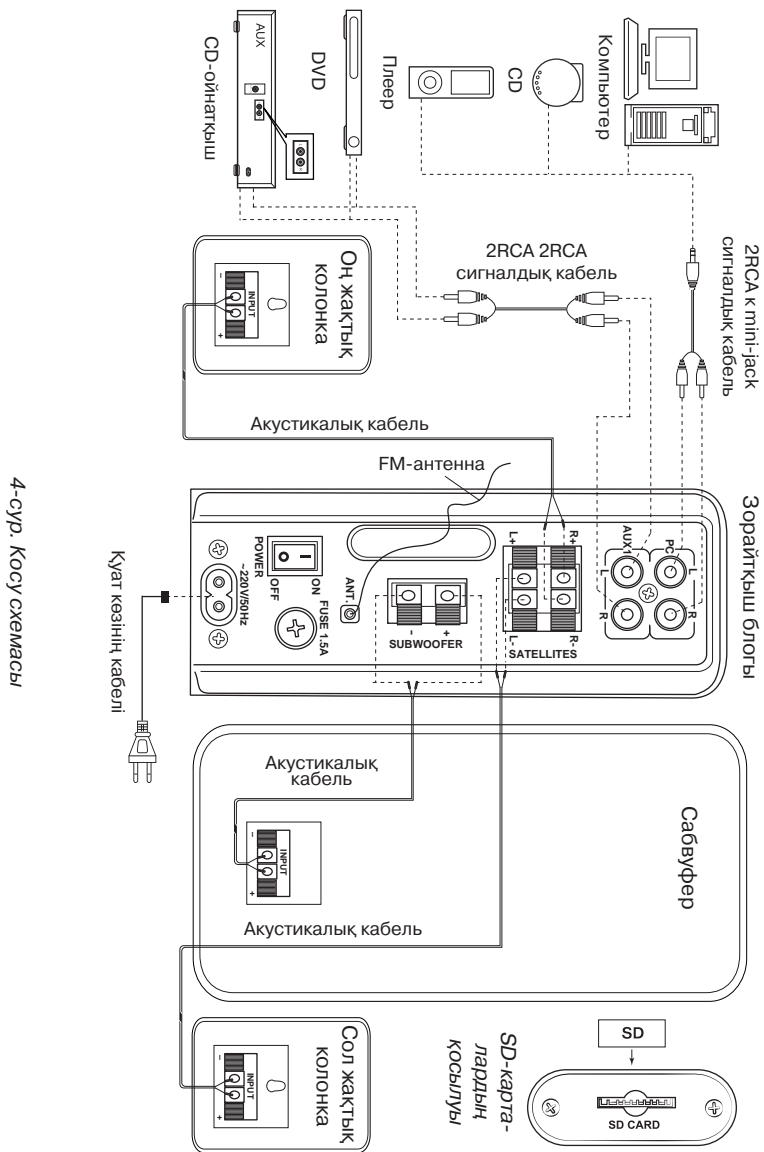 Компьютер
CD
Плеер
DVD
CD-ойнатқыш
AUX
2RCA к mini-jack
сигналдық кабель
2RCA 2RCA
сигналдық кабель
Оң жақтық
колонка
INPUT
- +
Акустикалық кабель
FM-антенна
Зорайтқыш блогы
PC
L
R
AUX1
L
R
R+
L+
R-
L-
SATELLITES
+
-
SUBWOOFER
ANT.
FUSE 1.5A
ON
OFF
POWER
~220V/50Hz
Қуат көзінің кабелі
Сабвуфер
Акустикалық
кабель
INPUT
- +
Акустикалық кабель
Сол жақтық
колонка
INPUT
- +
SD-карта-
лардың
қосылуы
SD
SD CARD
4-сур. Косу схемасы